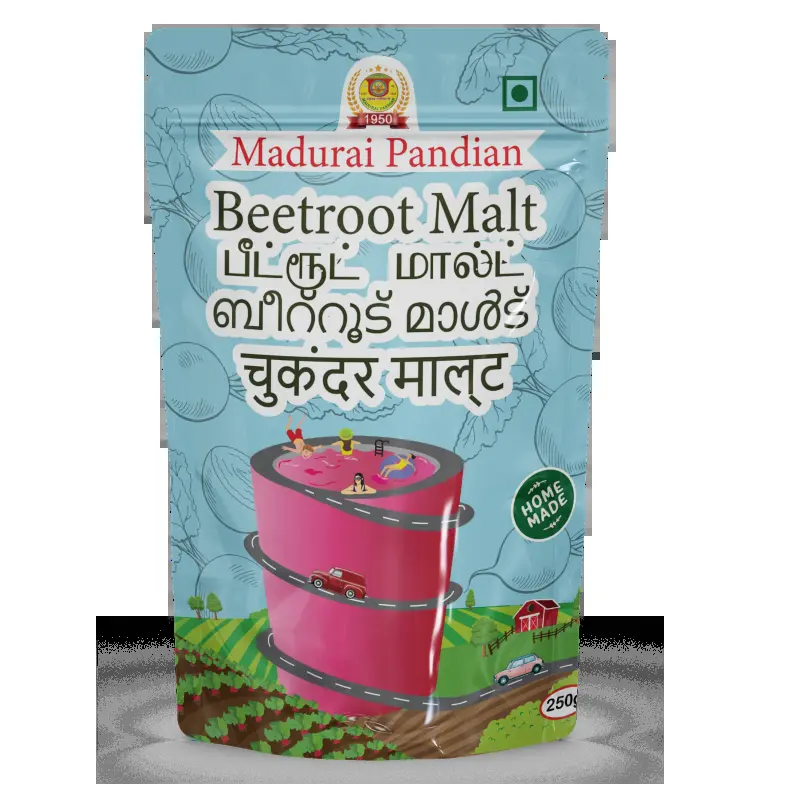 1950
Madurai Pandian
Beetroot Malt
பீட்ரூட் மால்ட்
ബീറ്റ്റൂട് മാൾട്
चुकंदर माल्ट
HOME
MADE
250g